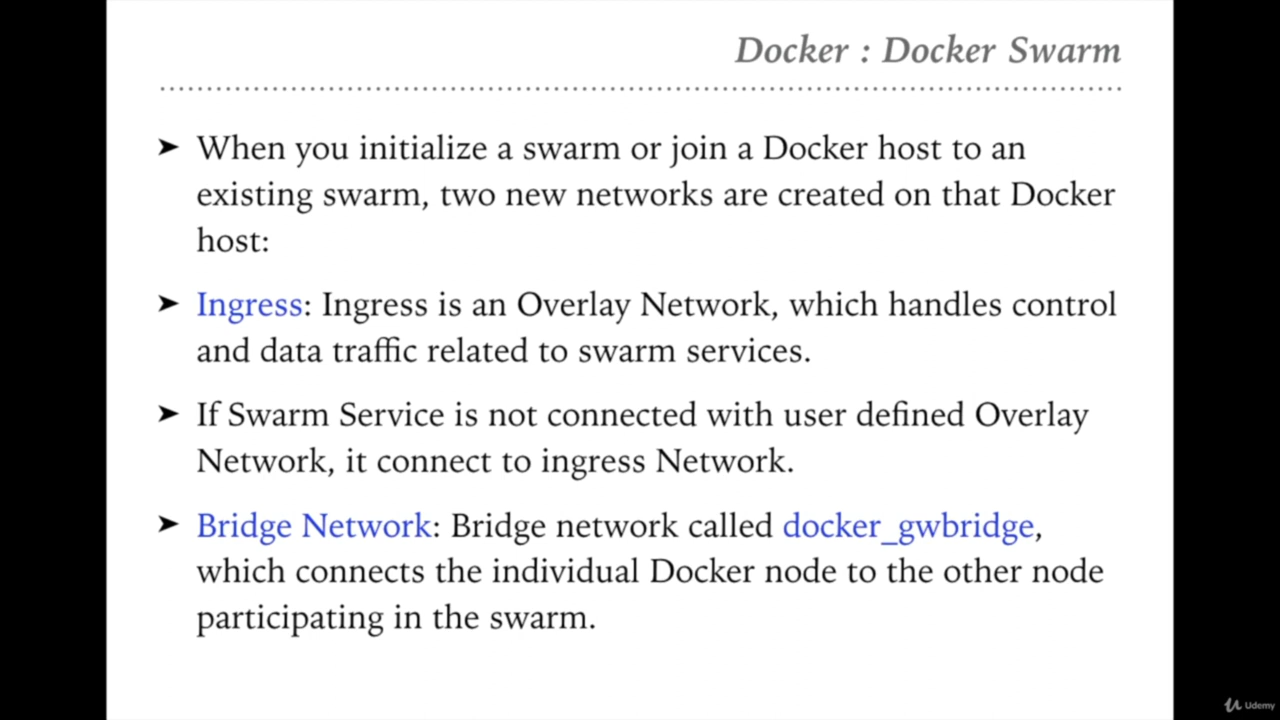 Docker : Docker Swarm
➤ When you initialize a swarm or join a Docker host to an
existing swarm, two new networks are created on that Docker
host:
➤ Ingress: Ingress is an Overlay Network, which handles control
and data traffic related to swarm services.
➤ If Swarm Service is not connected with user defined Overlay
Network, it connect to ingress Network.
➤ Bridge Network: Bridge network called docker_gwbridge,
which connects the individual Docker node to the other node
participating in the swarm.
Udemy